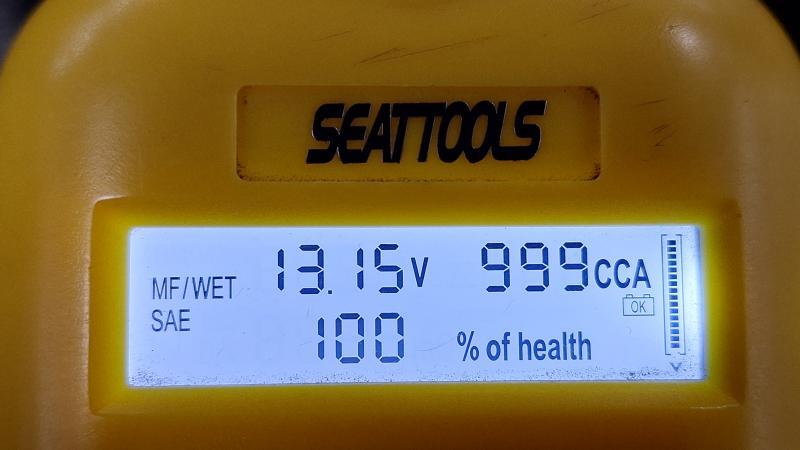 SEATTOOLS
MF/WET 13.15V 999CCA
SAE OK
100 % of health